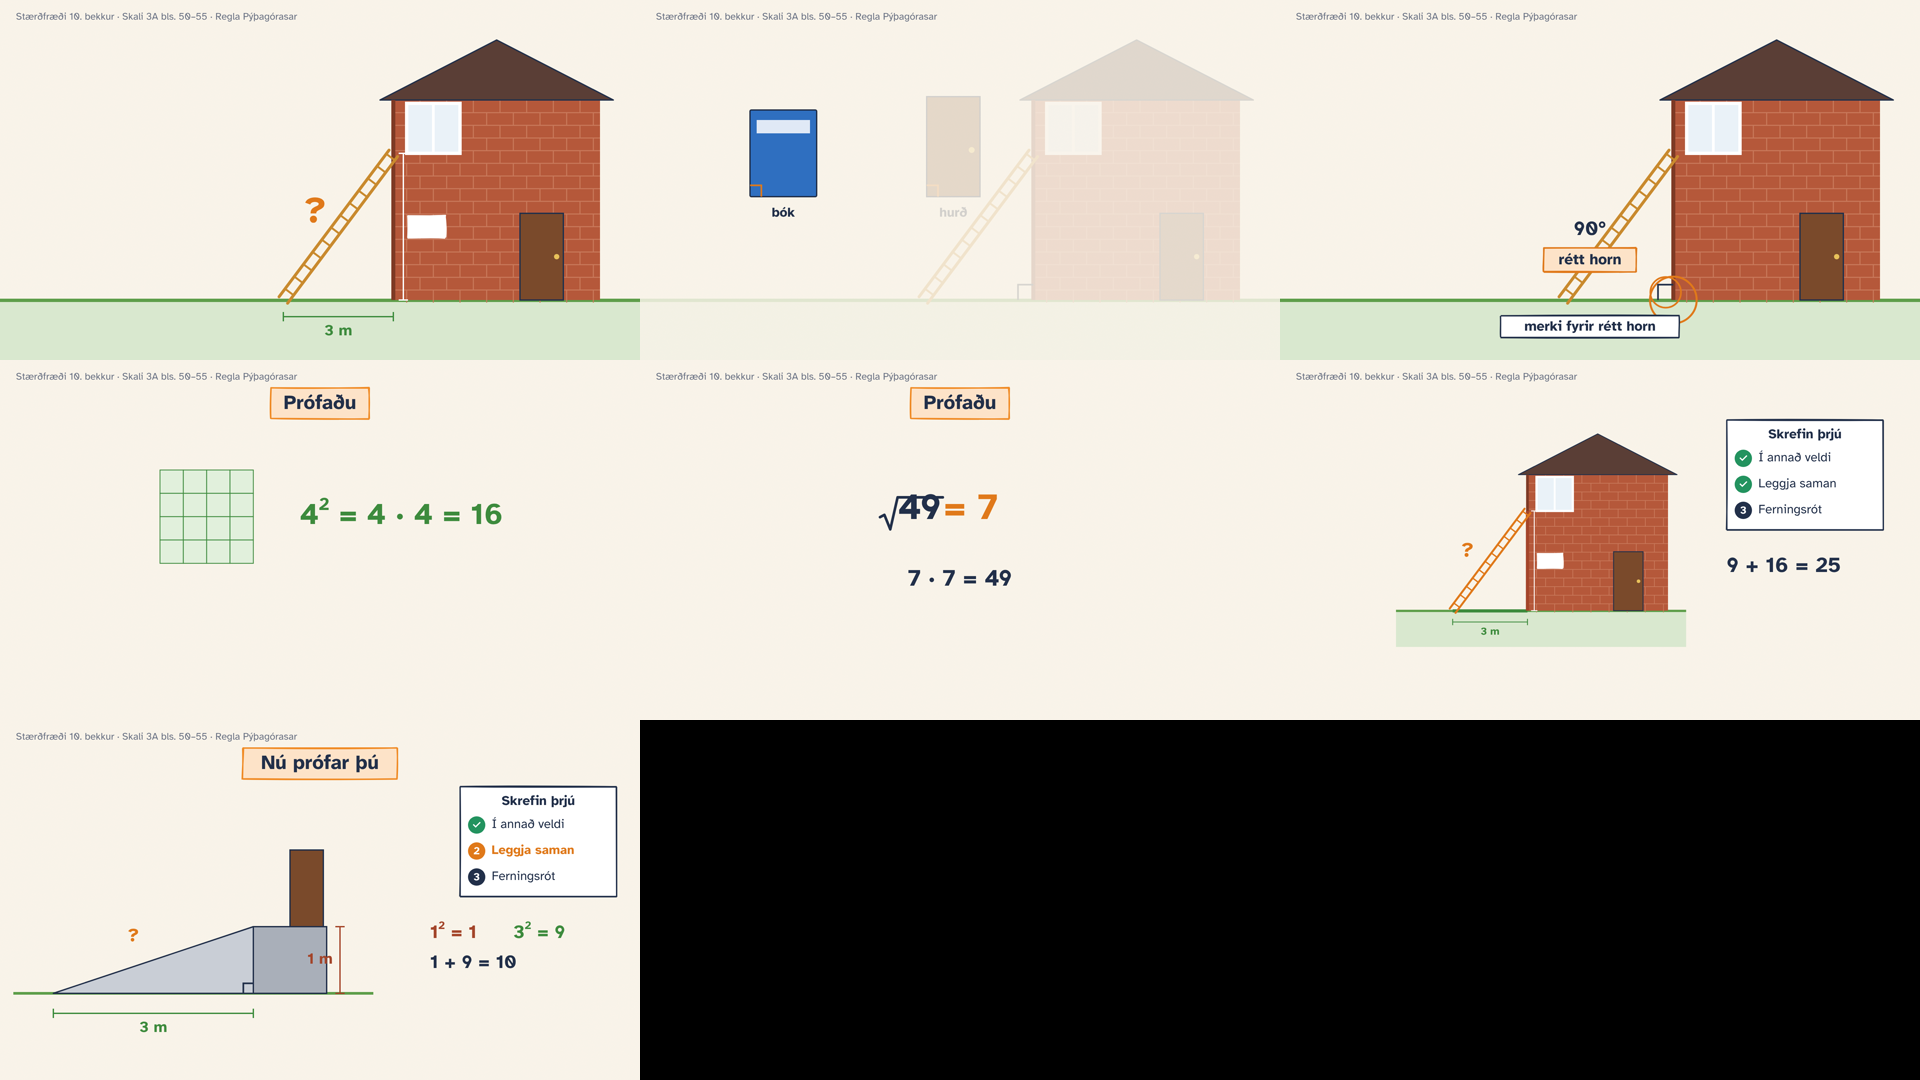 Stærðfræði 10. bekkur · Skali 3A bls. 50–55 · Regla Pýþagórasar
?
3 m
Stærðfræði 10. bekkur · Skali 3A bls. 50–55 · Regla Pýþagórasar
bók
hurð
Stærðfræði 10. bekkur · Skali 3A bls. 50–55 · Regla Pýþagórasar
90°
rétt horn
merki fyrir rétt horn
Stærðfræði 10. bekkur · Skali 3A bls. 50–55 · Regla Pýþagórasar
Prófaðu
4² = 4 · 4 = 16
Stærðfræði 10. bekkur · Skali 3A bls. 50–55 · Regla Pýþagórasar
Prófaðu
√49 = 7
7 · 7 = 49
Stærðfræði 10. bekkur · Skali 3A bls. 50–55 · Regla Pýþagórasar
?
3 m
Skrefin þrjú
Í annað veldi
Leggja saman
3 Ferningsrót
9 + 16 = 25
Stærðfræði 10. bekkur · Skali 3A bls. 50–55 · Regla Pýþagórasar
Nú prófar þú
?
1 m
3 m
Skrefin þrjú
Í annað veldi
2 Leggja saman
3 Ferningsrót
1² = 1 3² = 9
1 + 9 = 10